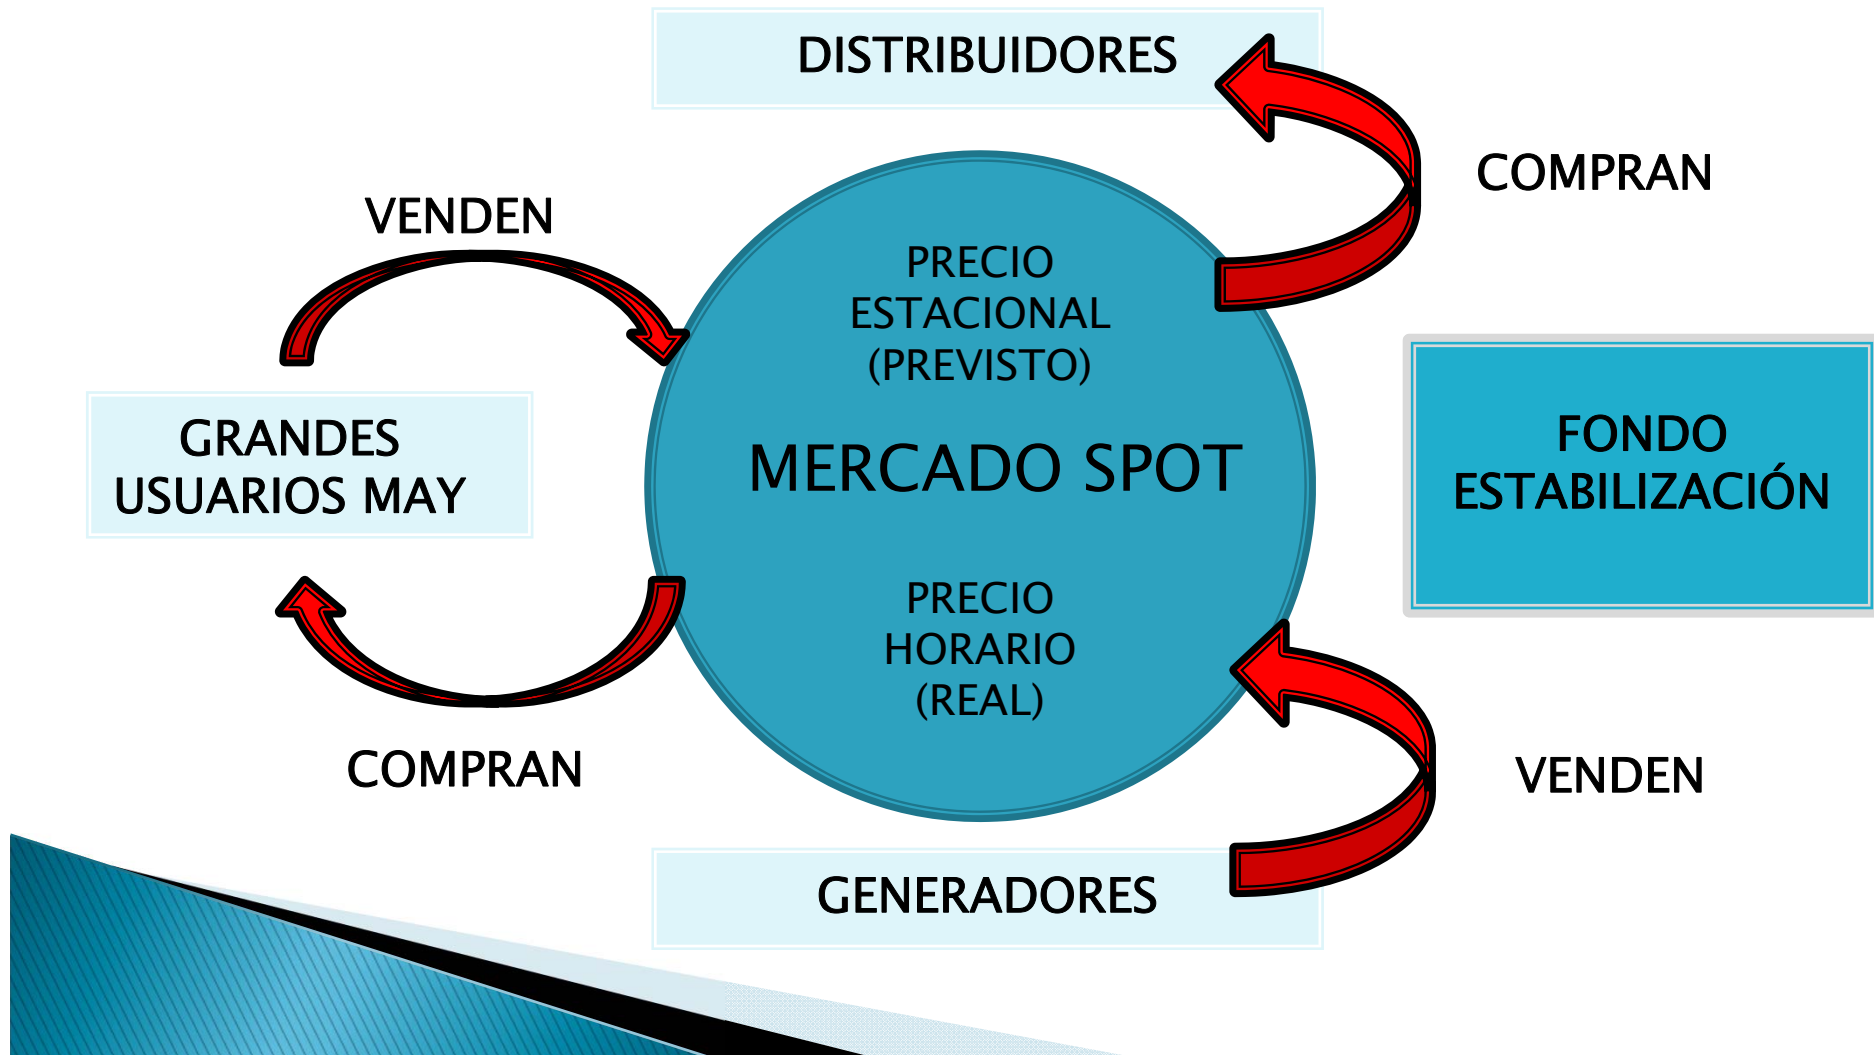 DISTRIBUIDORES
COMPRAN
VENDEN
PRECIO
ESTACIONAL
(PREVISTO)
GRANDES
USUARIOS MAY
MERCADO SPOT
FONDO
ESTABILIZACIÓN
PRECIO
HORARIO
(REAL)
COMPRAN
VENDEN
GENERADORES